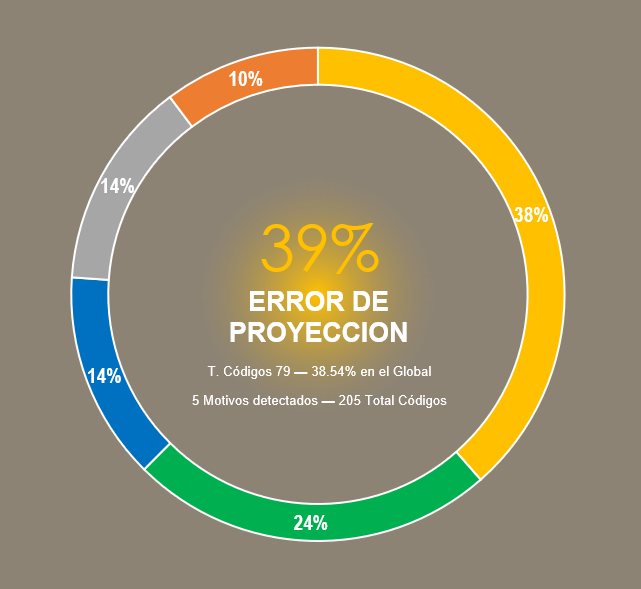 10%
38%
14%
39%
ERROR DE
PROYECCION
T. Códigos 79 — 38.54% en el Global
14%
5 Motivos detectados — 205 Total Códigos
24%